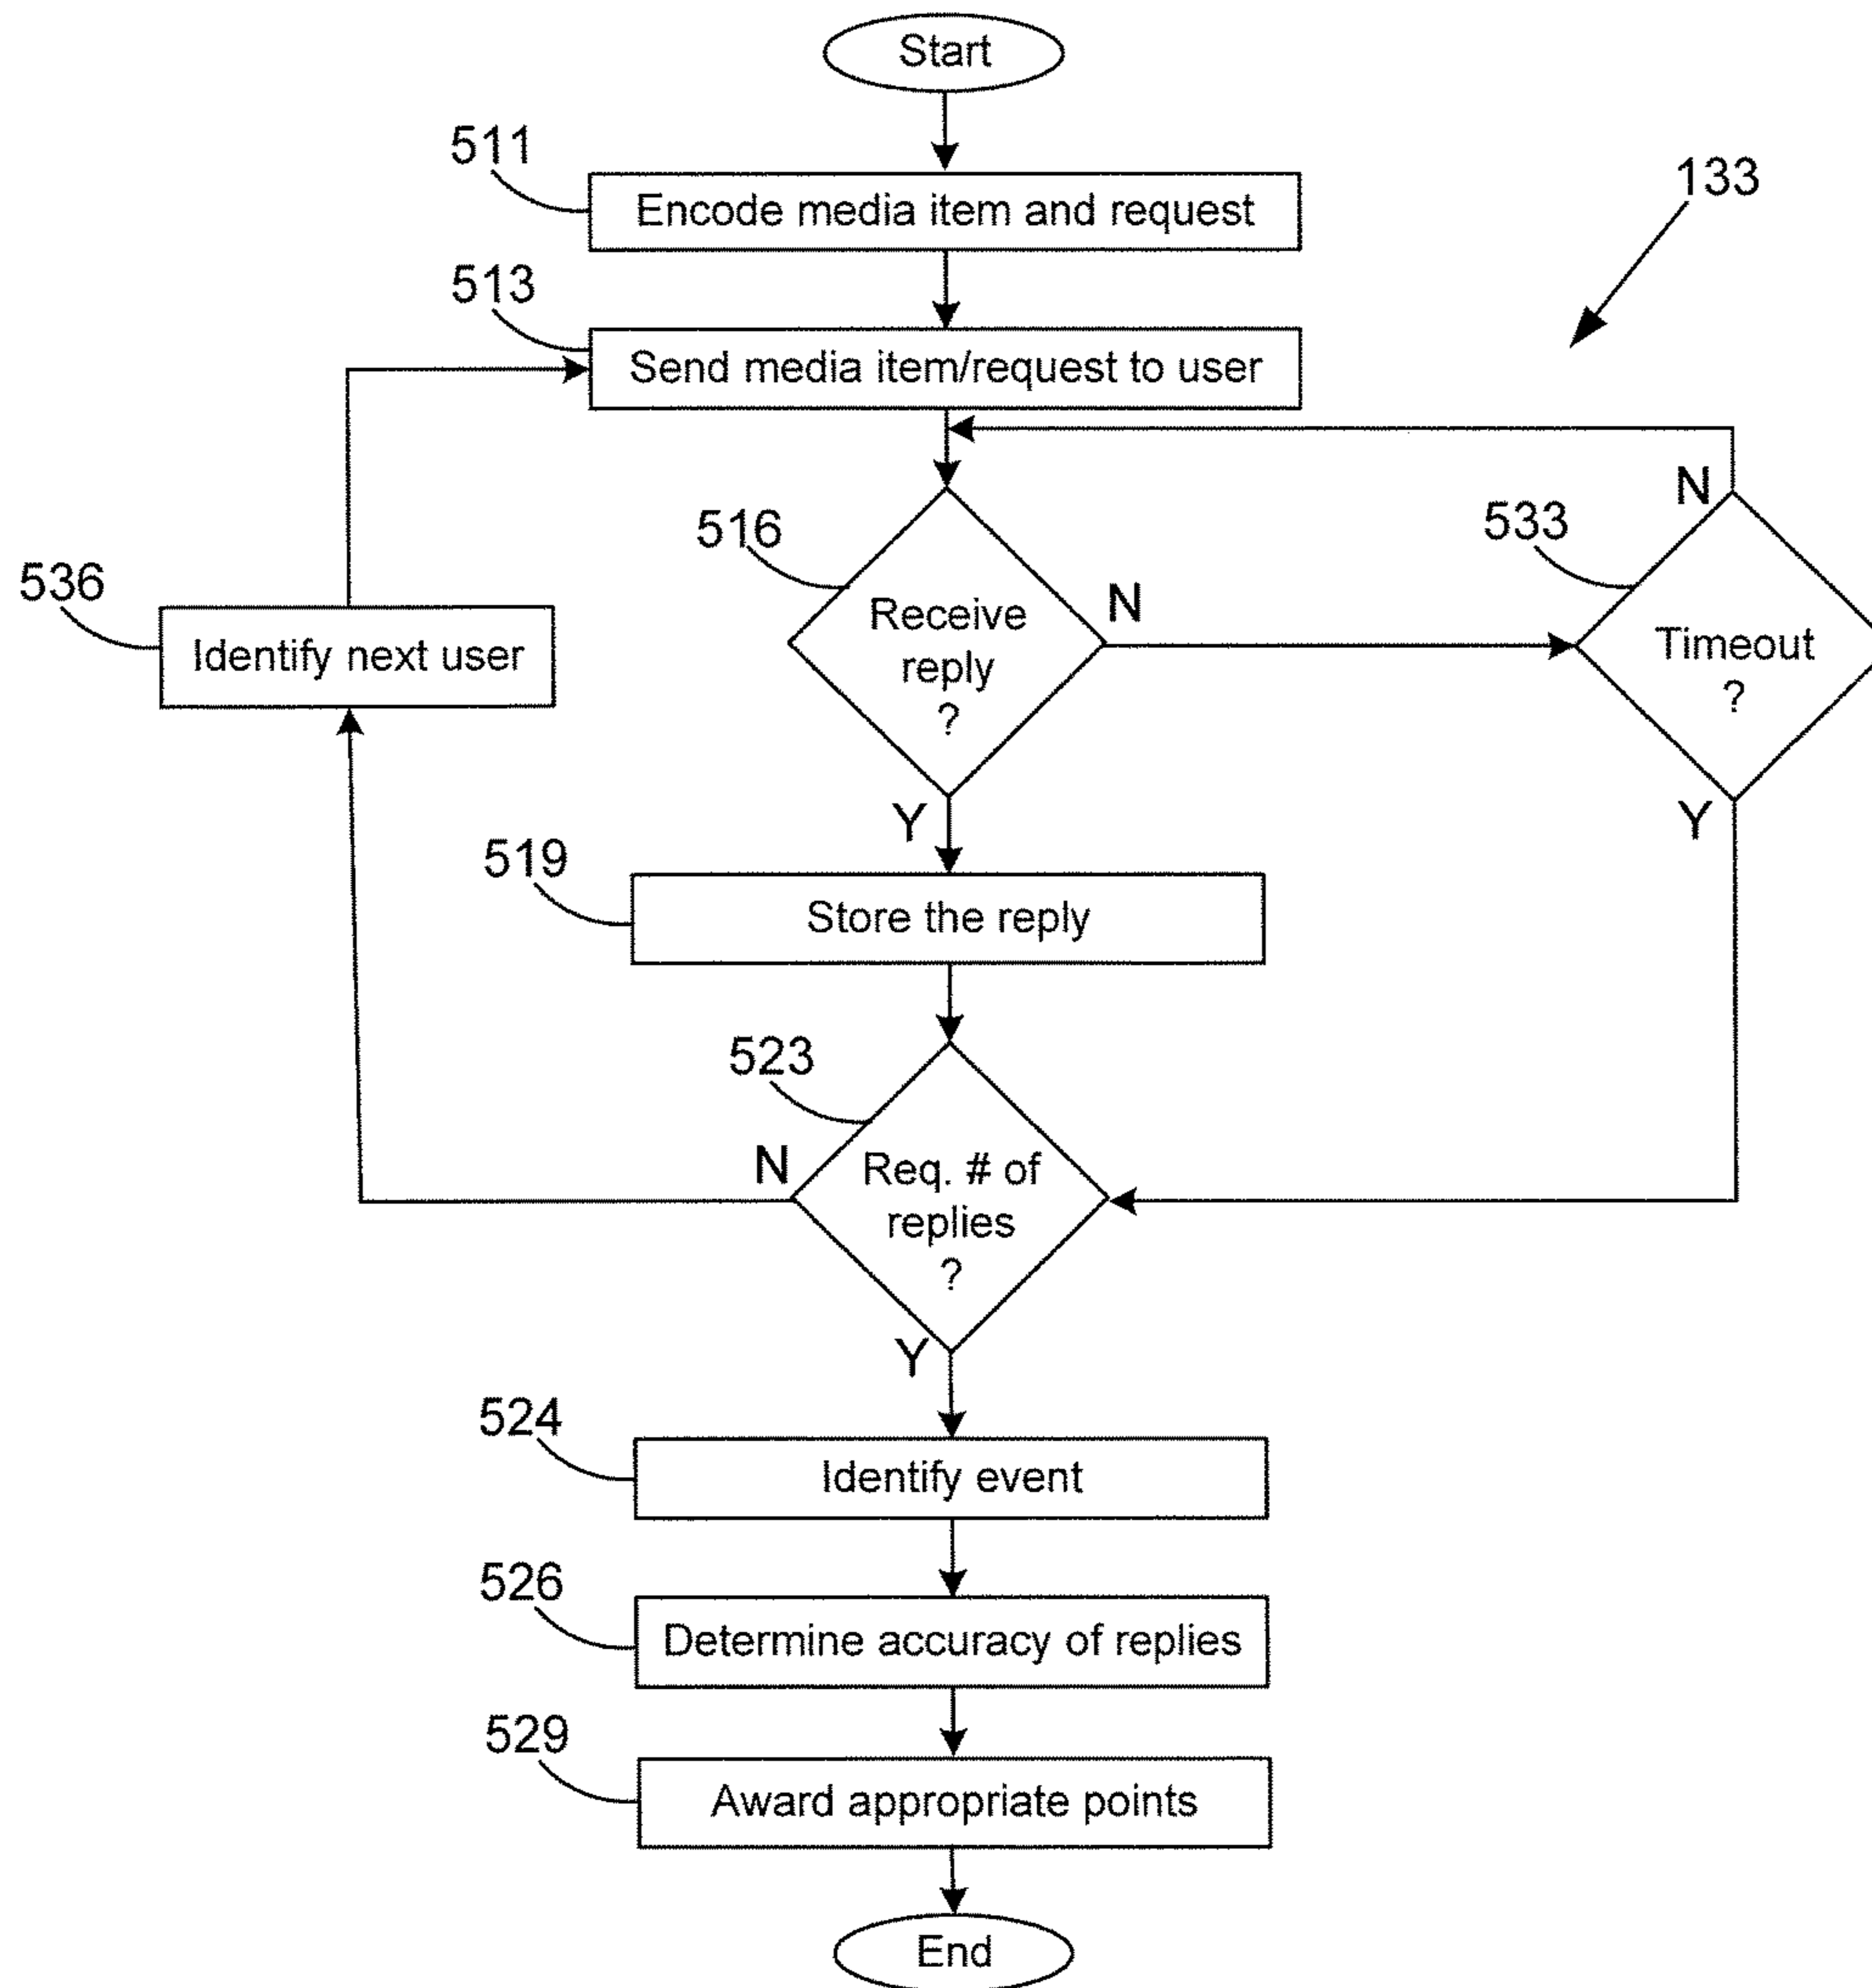 Start
511
Encode media item and request
133
513
Send media item/request to user
N
516
533
536
Receive
reply
?
N
Timeout
?
Identify next user
Y
Y
519
Store the reply
523
N
Req. # of
replies
?
Y
524
Identify event
526
Determine accuracy of replies
529
Award appropriate points
End